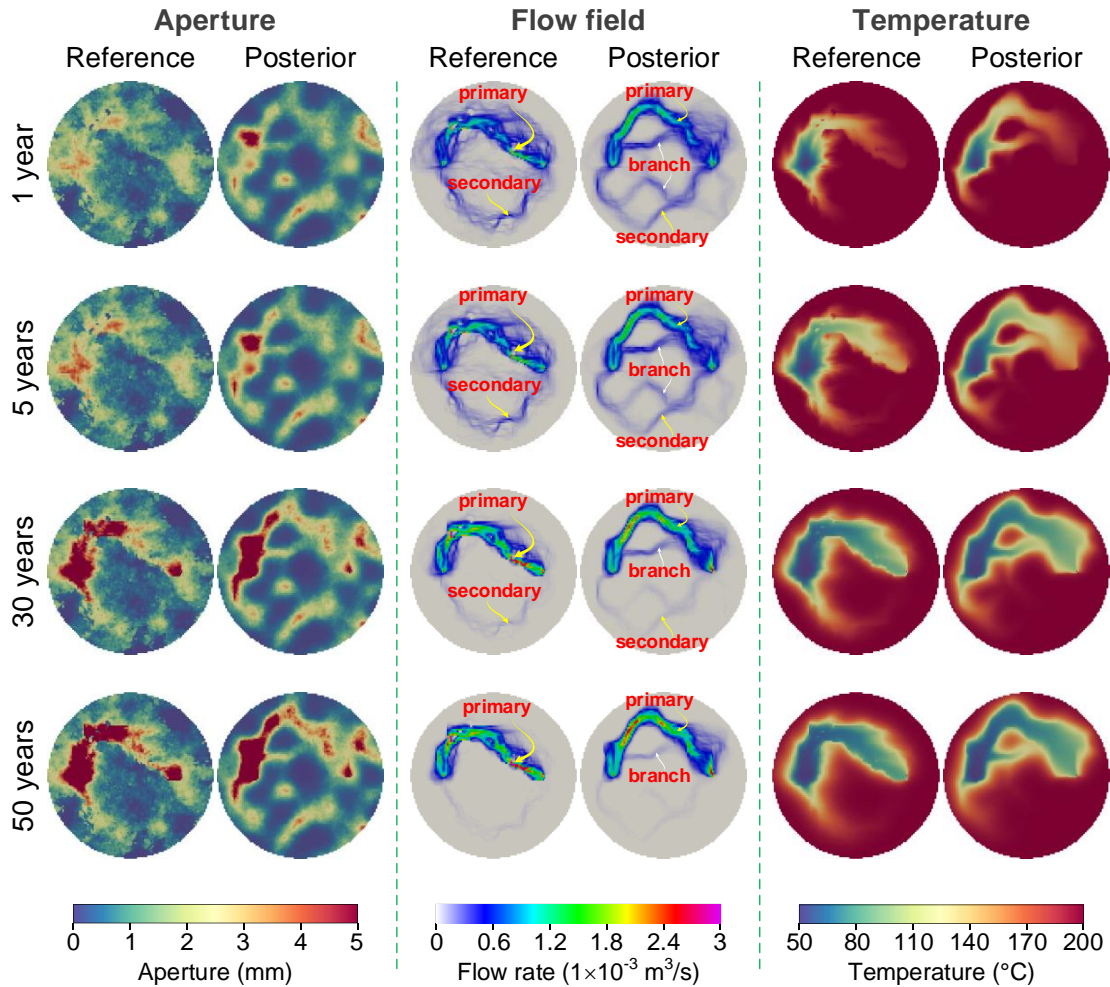 Aperture Flow field Temperature
Reference Posterior Reference Posterior Reference Posterior
1 year
primary primary
branch
secondary
secondary
5 years
primary primary
branch
secondary
secondary
30 years
primary primary
branch
secondary
secondary
50 years
primary primary
branch
0 1 2 3 4 5
Aperture (mm)
0 0.6 1.2 1.8 2.4 3
Flow rate (1×10⁻³ m³/s)
50 80 110 140 170 200
Temperature (°C)